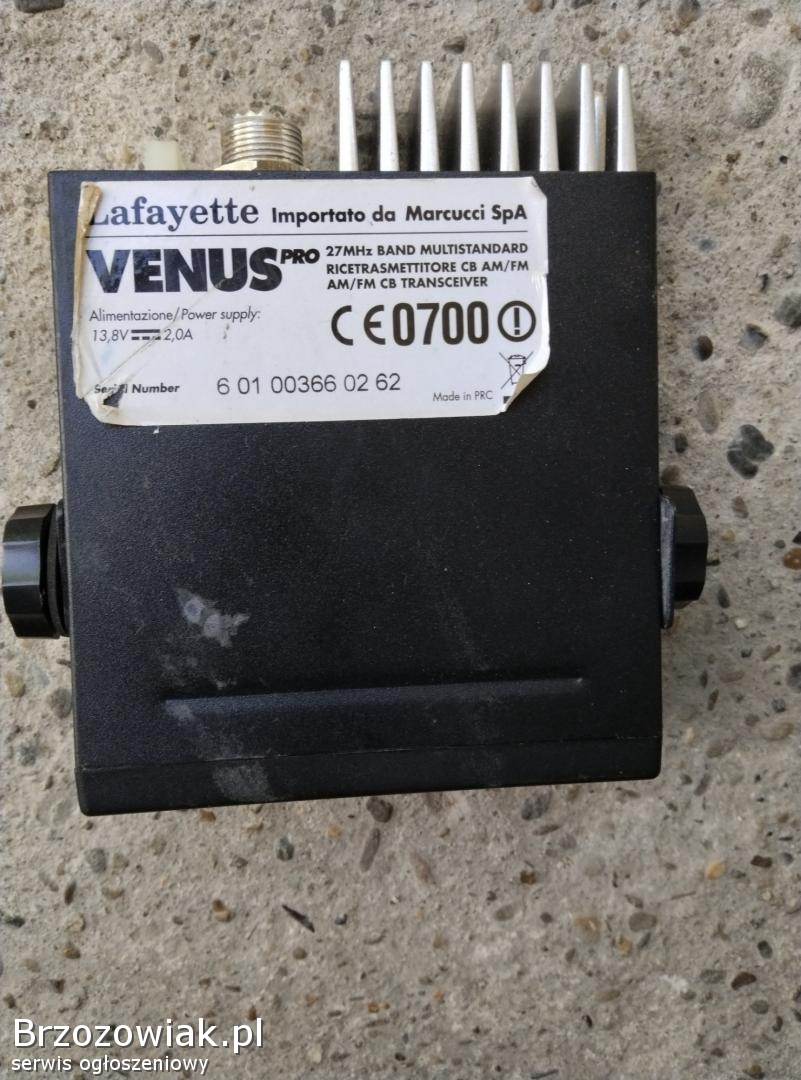 Lafayette Importato da Marcucci SpA
VENUS PRO
27MHz BAND MULTISTANDARD
RICETRASMETTITORE CB AM/FM
AM/FM CB TRANSCEIVER
Alimentazione/Power supply:
13,8V 2,0A
CE0700
Serial Number 6 01 00366 02 62
Made in PRC
Brzozowiak.pl
serwis ogłoszeniowy